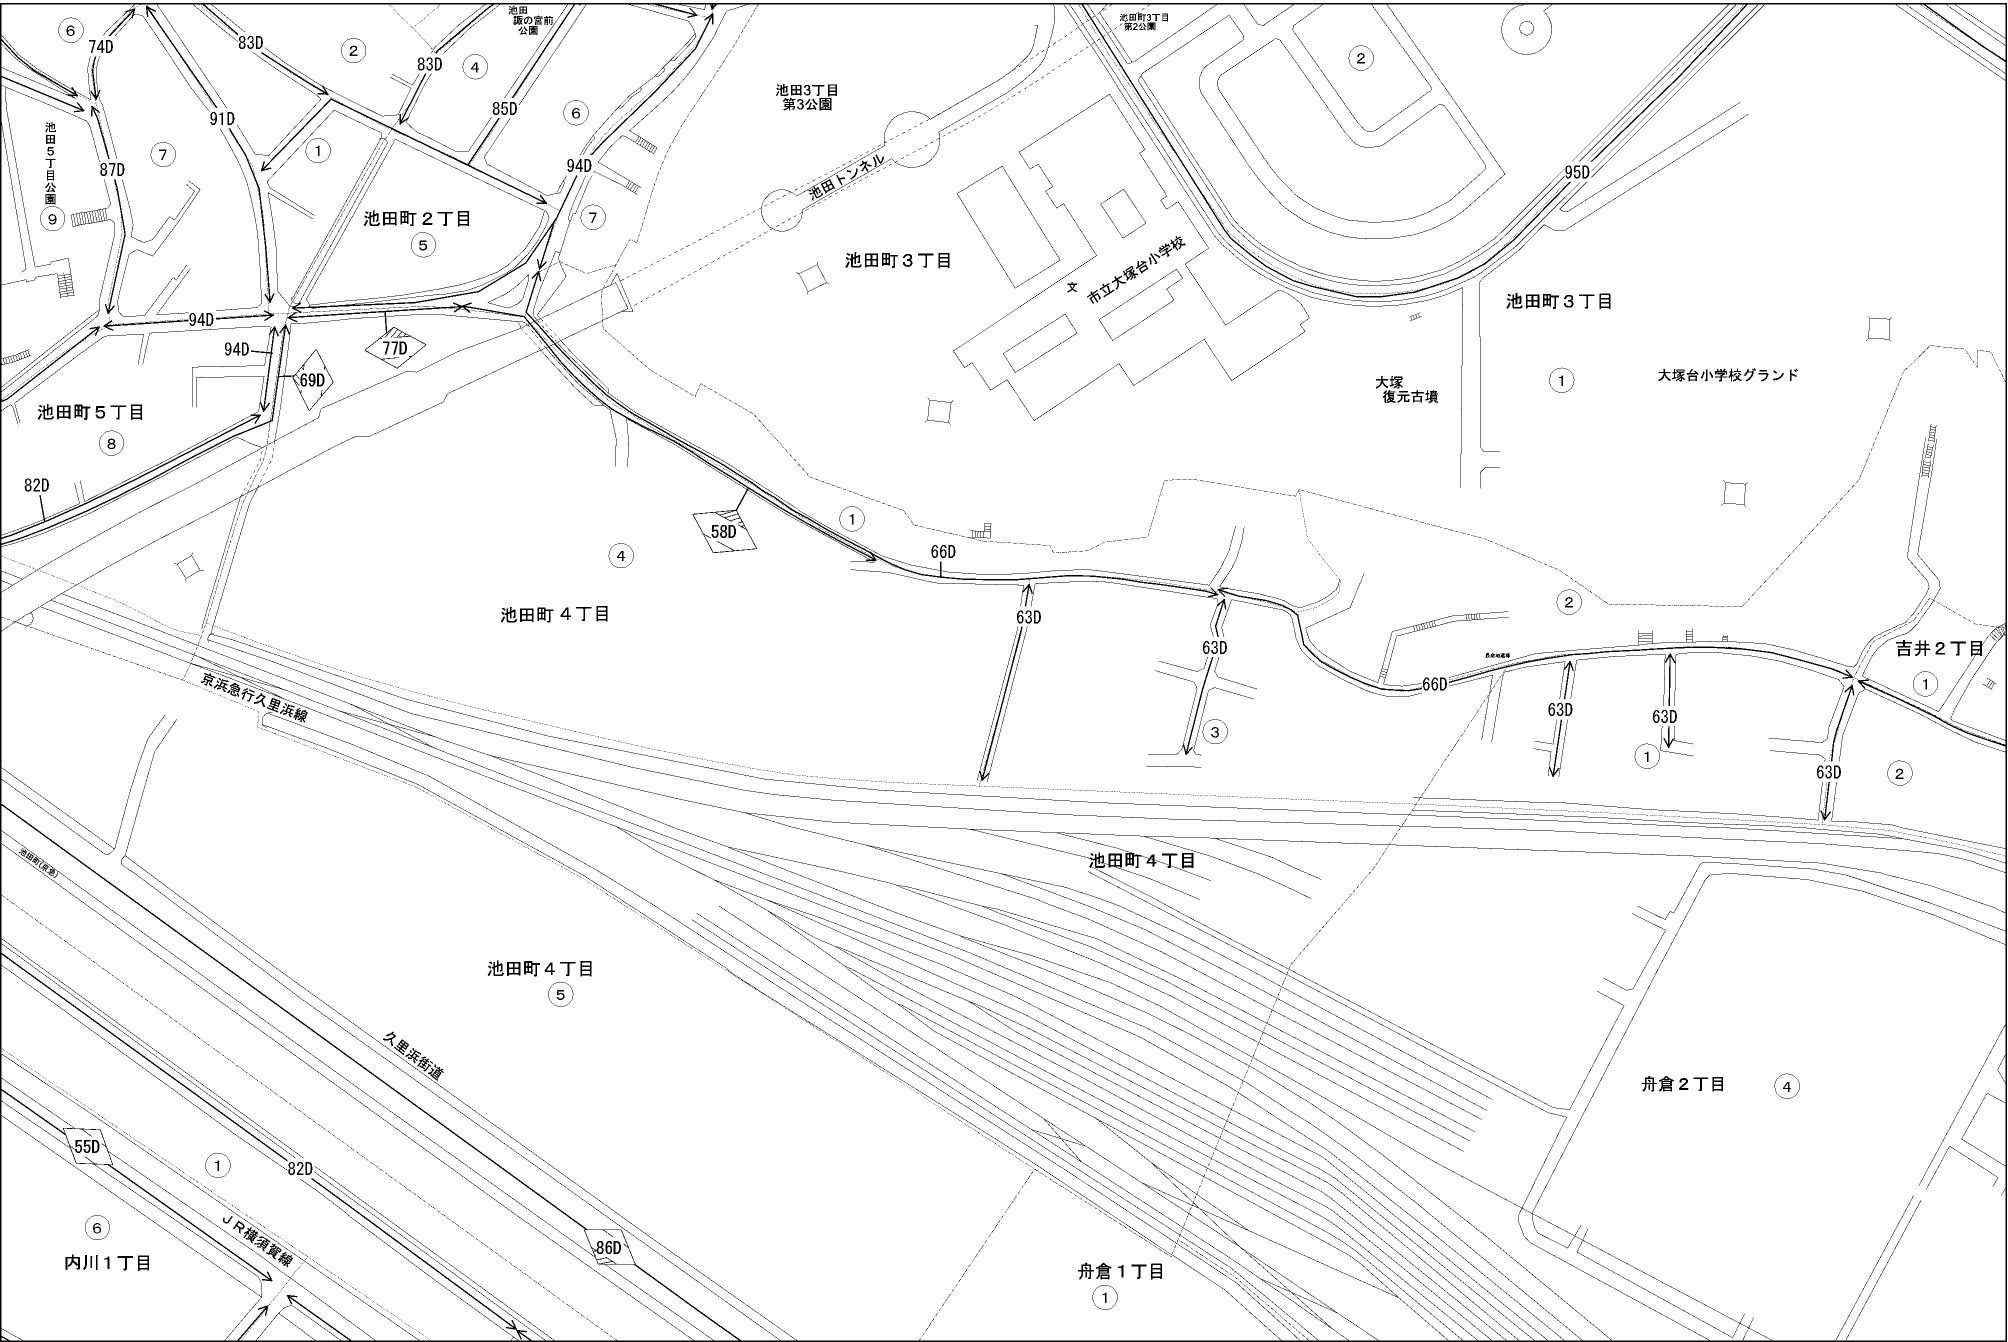 池田
諏の宮前
公園
池田町3丁目
第2公園
6
74D
83D
2
83D
4
85D
6
池田3丁目
第3公園
2
91D
池田5丁目公園
9
7
87D
1
94D
池田トンネル
95D
池田町2丁目
5
7
池田町3丁目
市立大塚台小学校
文
池田町3丁目
94D
94D
77D
69D
大塚
復元古墳
1
大塚台小学校グランド
池田町5丁目
8
82D
58D
1
4
66D
2
池田町4丁目
63D
63D
吉井2丁目
1
66D
京浜急行久里浜線
63D
63D
3
1
63D
2
池田町(京急)
池田町4丁目
池田町4丁目
5
久里浜街道
舟倉2丁目
4
55D
1
82D
6
JR横須賀線
内川1丁目
86D
舟倉1丁目
1